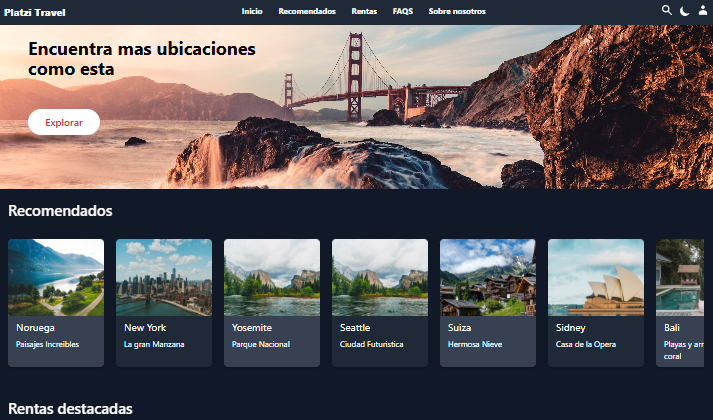 Platzi Travel
Inicio
Recomendados
Rentas
FAQS
Sobre nosotros
Encuentra mas ubicaciones
como esta
Explorar
Recomendados
Noruega
Paisajes Increibles
New York
La gran Manzana
Yosemite
Parque Nacional
Seattle
Ciudad Futuristica
Suiza
Hermosa Nieve
Sidney
Casa de la Opera
Bali
Playas y
coral
Rentas destacadas